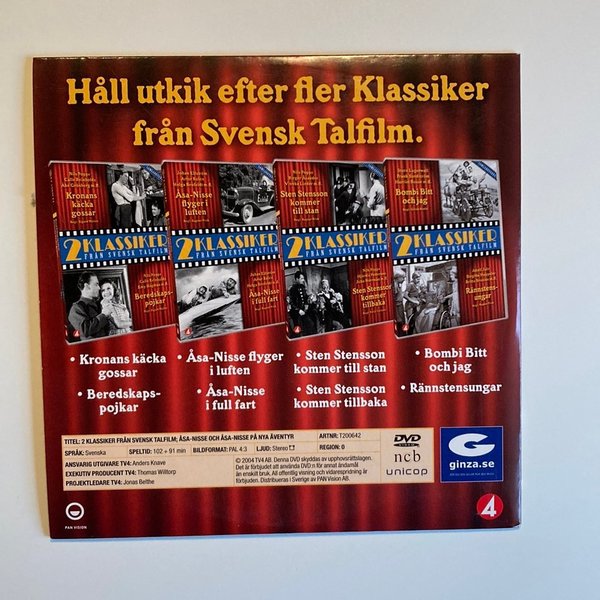 Håll utkik efter fler Klassiker
från Svensk Talfilm.
Kronans
käcka
gossar
2 KLASSIKER
FRÅN SVENSK TALFILM
Beredskaps-
pojkar
Åsa-Nisse
flyger i
luften
2 KLASSIKER
FRÅN SVENSK TALFILM
Åsa-Nisse
i full fart
Sten Stensson
kommer
till stan
2 KLASSIKER
FRÅN SVENSK TALFILM
Sten Stensson
kommer
tillbaka
Bombi Bitt
och jag
2 KLASSIKER
FRÅN SVENSK TALFILM
Rännstens-
ungar
• Kronans käcka
gossar
• Beredskaps-
pojkar
• Åsa-Nisse flyger
i luften
• Åsa-Nisse
i full fart
• Sten Stensson
kommer till stan
• Sten Stensson
kommer tillbaka
• Bombi Bitt
och jag
• Rännstensungar
TITEL: 2 KLASSIKER FRÅN SVENSK TALFILM; ÅSA-NISSE OCH ÅSA-NISSE PÅ NYA ÄVENTYR ARTNR: T200642
SPRÅK: Svenska SPELTID: 102 + 91 min BILDFORMAT: PAL 4:3 LJUD: Stereo REGION: 0
ANSVARIG UTGIVARE TV4: Anders Knave
EXEKUTIV PRODUCENT TV4: Thomas Willtorp
PROJEKTLEDARE TV4: Jonas Belthe
© 2004 TV4 AB. Denna DVD skyddas av upphovsrättslagen.
Det är förbjudet att använda DVD:n för annat ändamål
än enskilt bruk. All offentlig visning och vidarespridning är
förbjuden. Distribueras i Sverige av PAN Vision AB.
DVD
VIDEO
ncb
unicop
G
ginza.se
PAN VISION
4